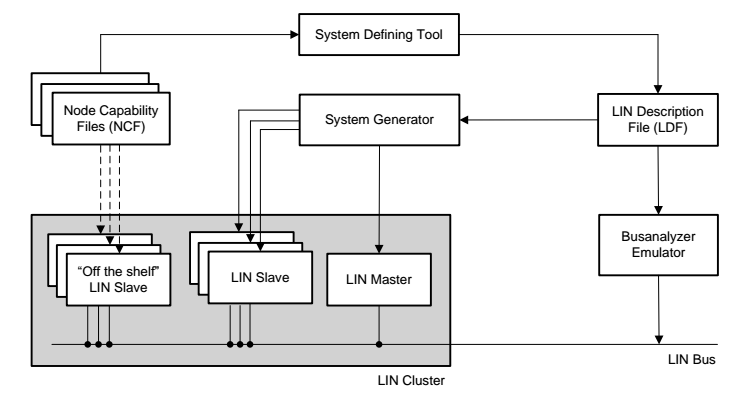 System Defining Tool
Node Capability
Files (NCF)
System Generator
LIN Description
File (LDF)
"Off the shelf"
LIN Slave
LIN Slave
LIN Master
Busanalyzer
Emulator
LIN Bus
LIN Cluster